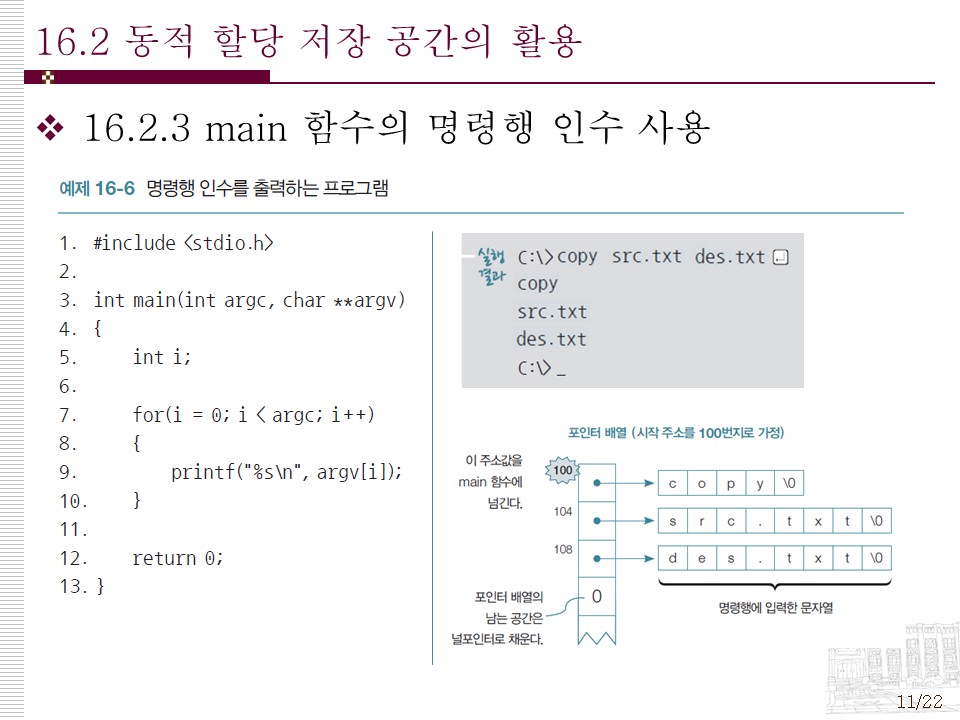 16.2 동적 할당 저장 공간의 활용
16.2.3 main 함수의 명령행 인수 사용
예제 16-6 명령행 인수를 출력하는 프로그램
1. #include <stdio.h>
2.
3. int main(int argc, char **argv)
4. {
5. int i;
6.
7. for(i = 0; i < argc; i++)
8. {
9. printf("%s\n", argv[i]);
10. }
11.
12. return 0;
13. }
실행
결과
C:\>copy src.txt des.txt
copy
src.txt
des.txt
C:\>_
포인터 배열 (시작 주소를 100번지로 가정)
이 주소값을
main 함수에
넘긴다.
100
c o p y \0
104
s r c . t x t \0
108
d e s . t x t \0
0
포인터 배열의
남는 공간은
널포인터로 채운다.
명령행에 입력한 문자열
11/22